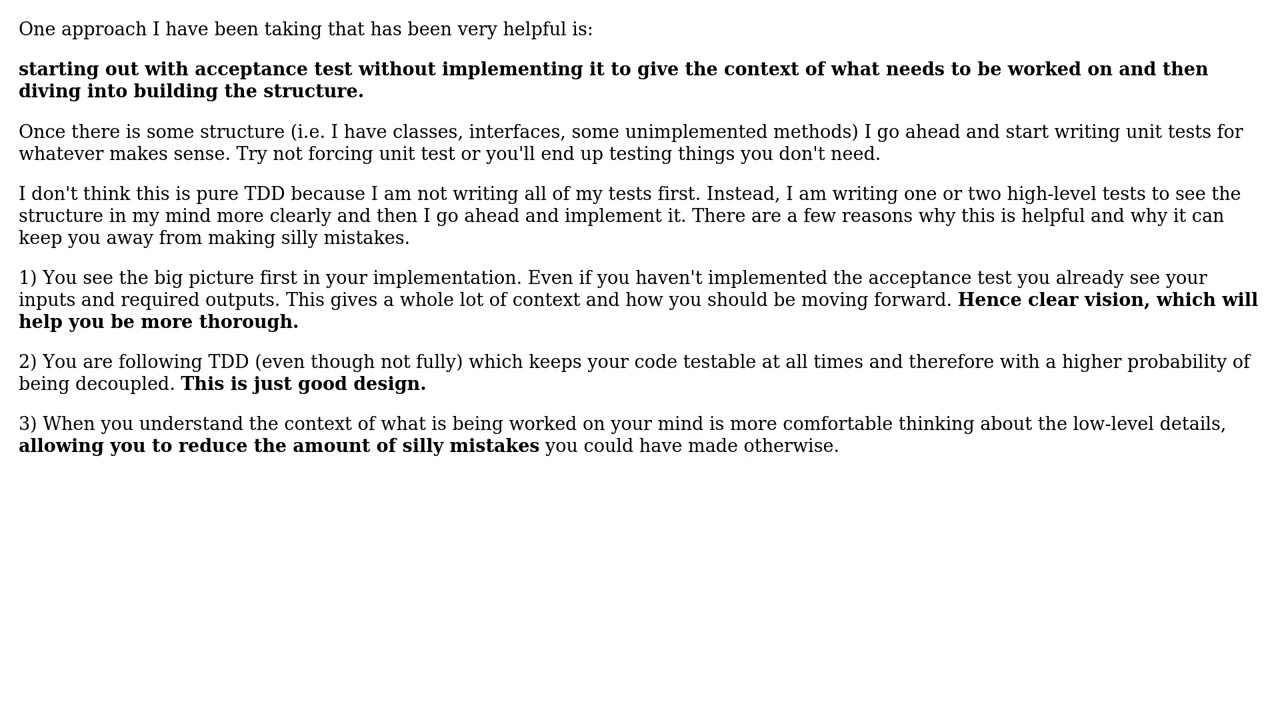 One approach I have been taking that has been very helpful is:
starting out with acceptance test without implementing it to give the context of what needs to be worked on and then
diving into building the structure.
Once there is some structure (i.e. I have classes, interfaces, some unimplemented methods) I go ahead and start writing unit tests for
whatever makes sense. Try not forcing unit test or you'll end up testing things you don't need.
I don't think this is pure TDD because I am not writing all of my tests first. Instead, I am writing one or two high-level tests to see the
structure in my mind more clearly and then I go ahead and implement it. There are a few reasons why this is helpful and why it can
keep you away from making silly mistakes.
1) You see the big picture first in your implementation. Even if you haven't implemented the acceptance test you already see your
inputs and required outputs. This gives a whole lot of context and how you should be moving forward. Hence clear vision, which will
help you be more thorough.
2) You are following TDD (even though not fully) which keeps your code testable at all times and therefore with a higher probability of
being decoupled. This is just good design.
3) When you understand the context of what is being worked on your mind is more comfortable thinking about the low-level details,
allowing you to reduce the amount of silly mistakes you could have made otherwise.